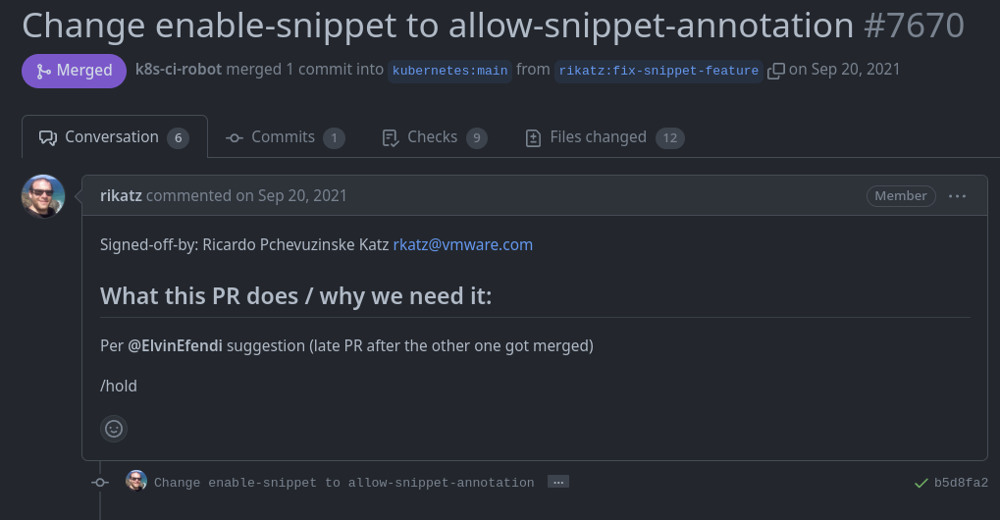 Change enable-snippet to allow-snippet-annotation #7670
Merged k8s-ci-robot merged 1 commit into kubernetes:main from rikatz:fix-snippet-feature on Sep 20, 2021
Conversation 6 Commits 1 Checks 9 Files changed 12
rikatz commented on Sep 20, 2021 Member ...
Signed-off-by: Ricardo Pchevuzinske Katz rkatz@vmware.com
What this PR does / why we need it:
Per @ElvinEfendi suggestion (late PR after the other one got merged)
/hold
Change enable-snippet to allow-snippet-annotation ... b5d8fa2